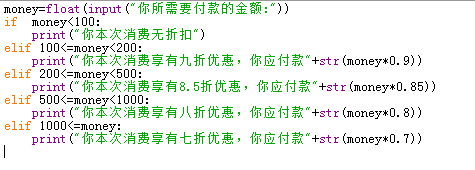 money=float(input("你所需要付款的金额:"))
if  money<100:
    print("你本次消费无折扣")
elif 100<=money<200:
    print("你本次消费享有九折优惠，你应付款"+str(money*0.9))
elif 200<=money<500:
    print("你本次消费享有8.5折优惠，你应付款"+str(money*0.85))
elif 500<=money<1000:
    print("你本次消费享有八折优惠，你应付款"+str(money*0.8))
elif 1000<=money:
    print("你本次消费享有七折优惠，你应付款"+str(money*0.7))